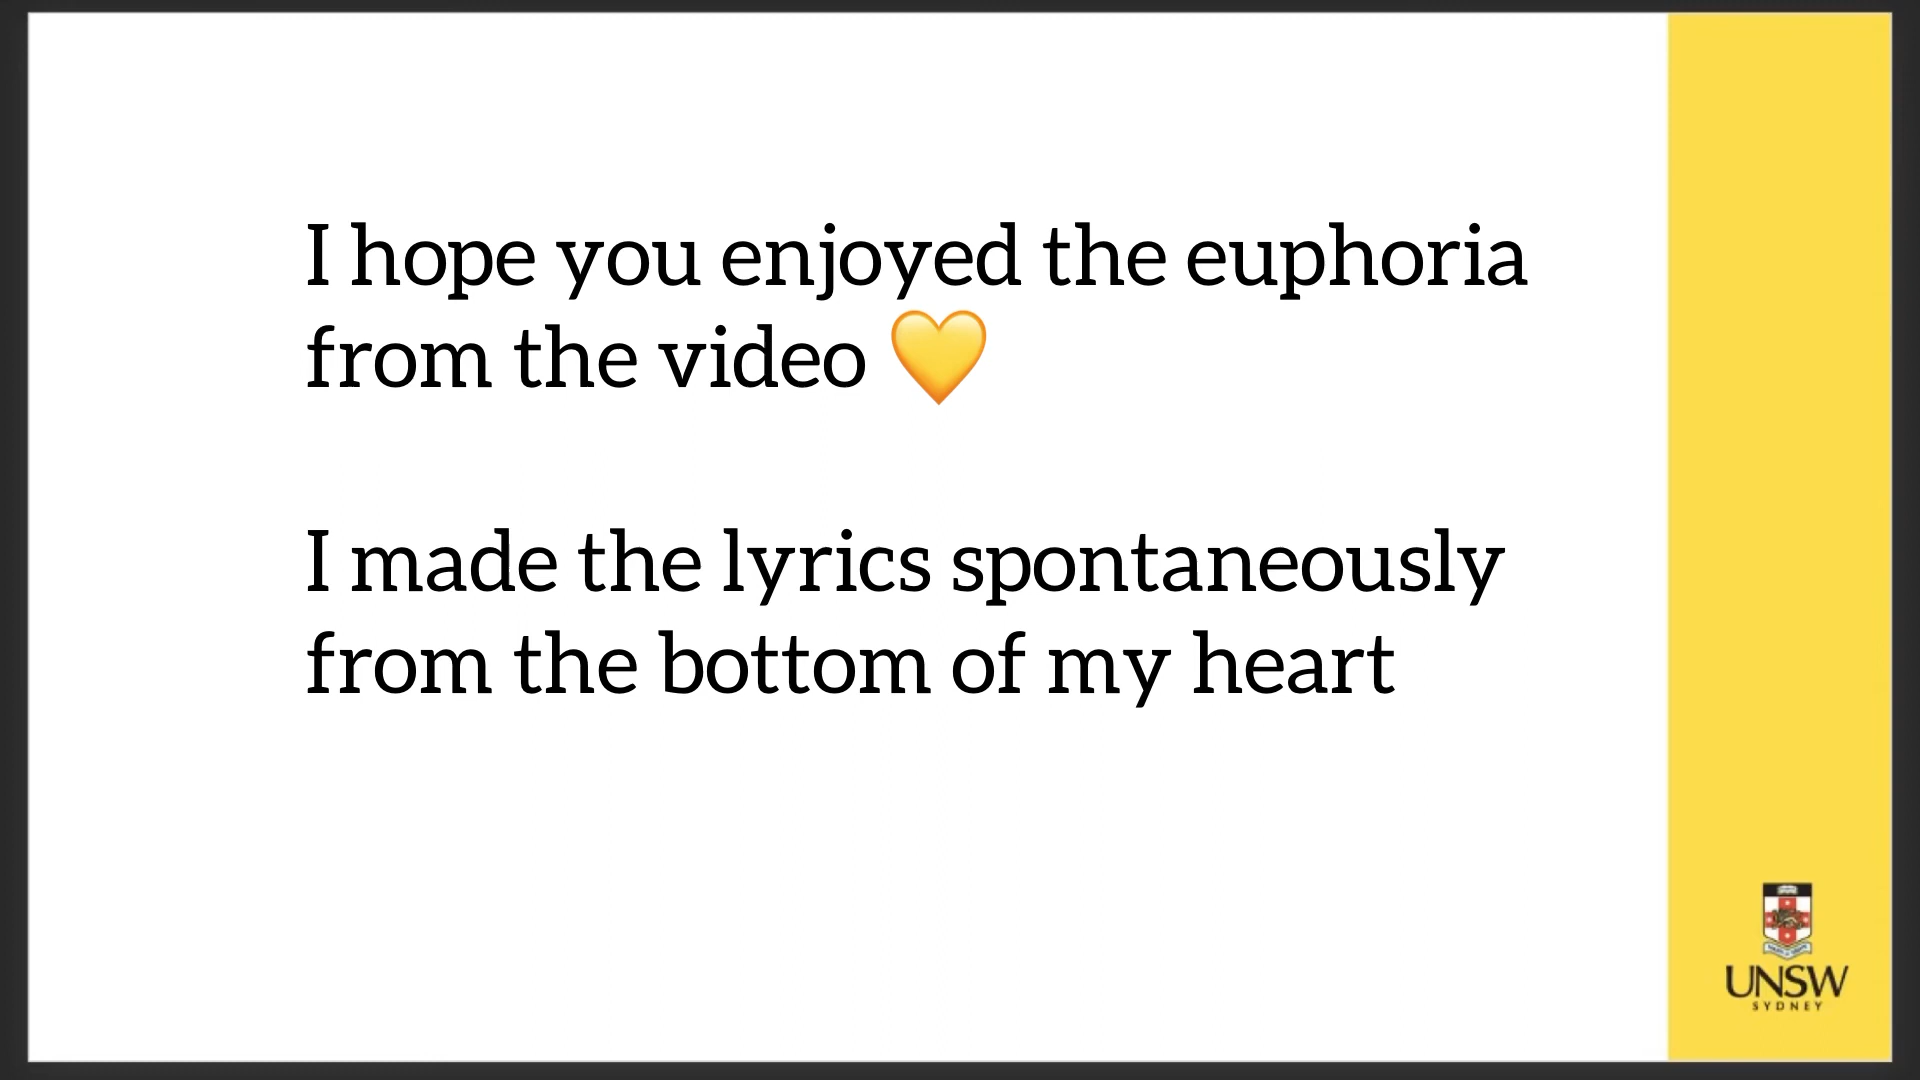 I hope you enjoyed the euphoria
from the video 💛
I made the lyrics spontaneously
from the bottom of my heart
UNSW
SYDNEY